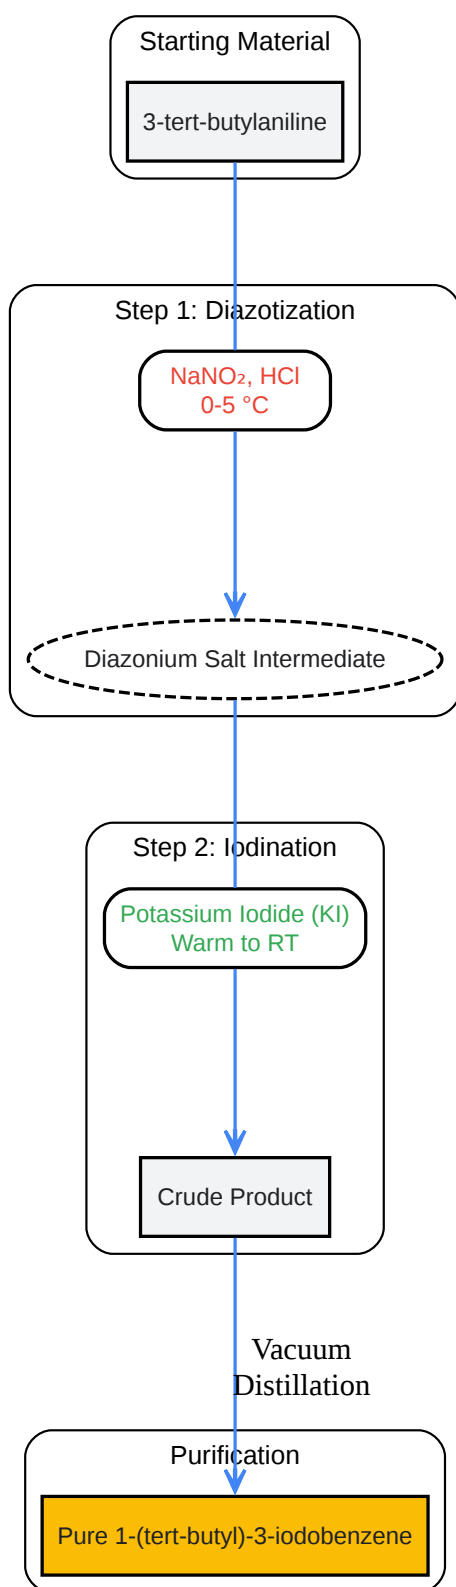 Starting Material
3-tert-butylaniline
Step 1: Diazotization
NaNO₂, HCl
0-5 °C
Diazonium Salt Intermediate
Step 2: Iodination
Potassium Iodide (KI)
Warm to RT
Crude Product
Vacuum
Distillation
Purification
Pure 1-(tert-butyl)-3-iodobenzene